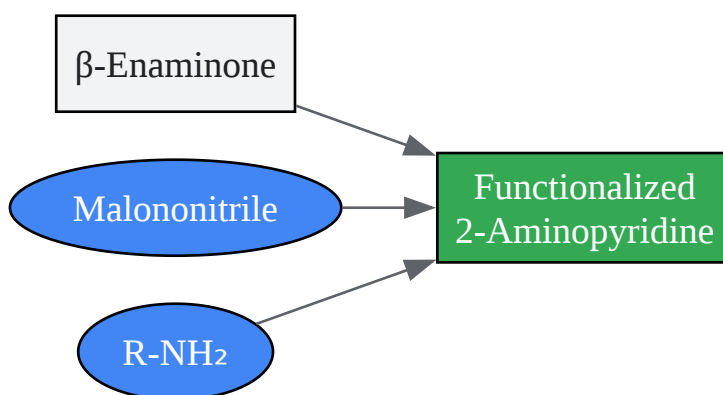 β-Enaminone
Malononitrile
R-NH₂
Functionalized
2-Aminopyridine